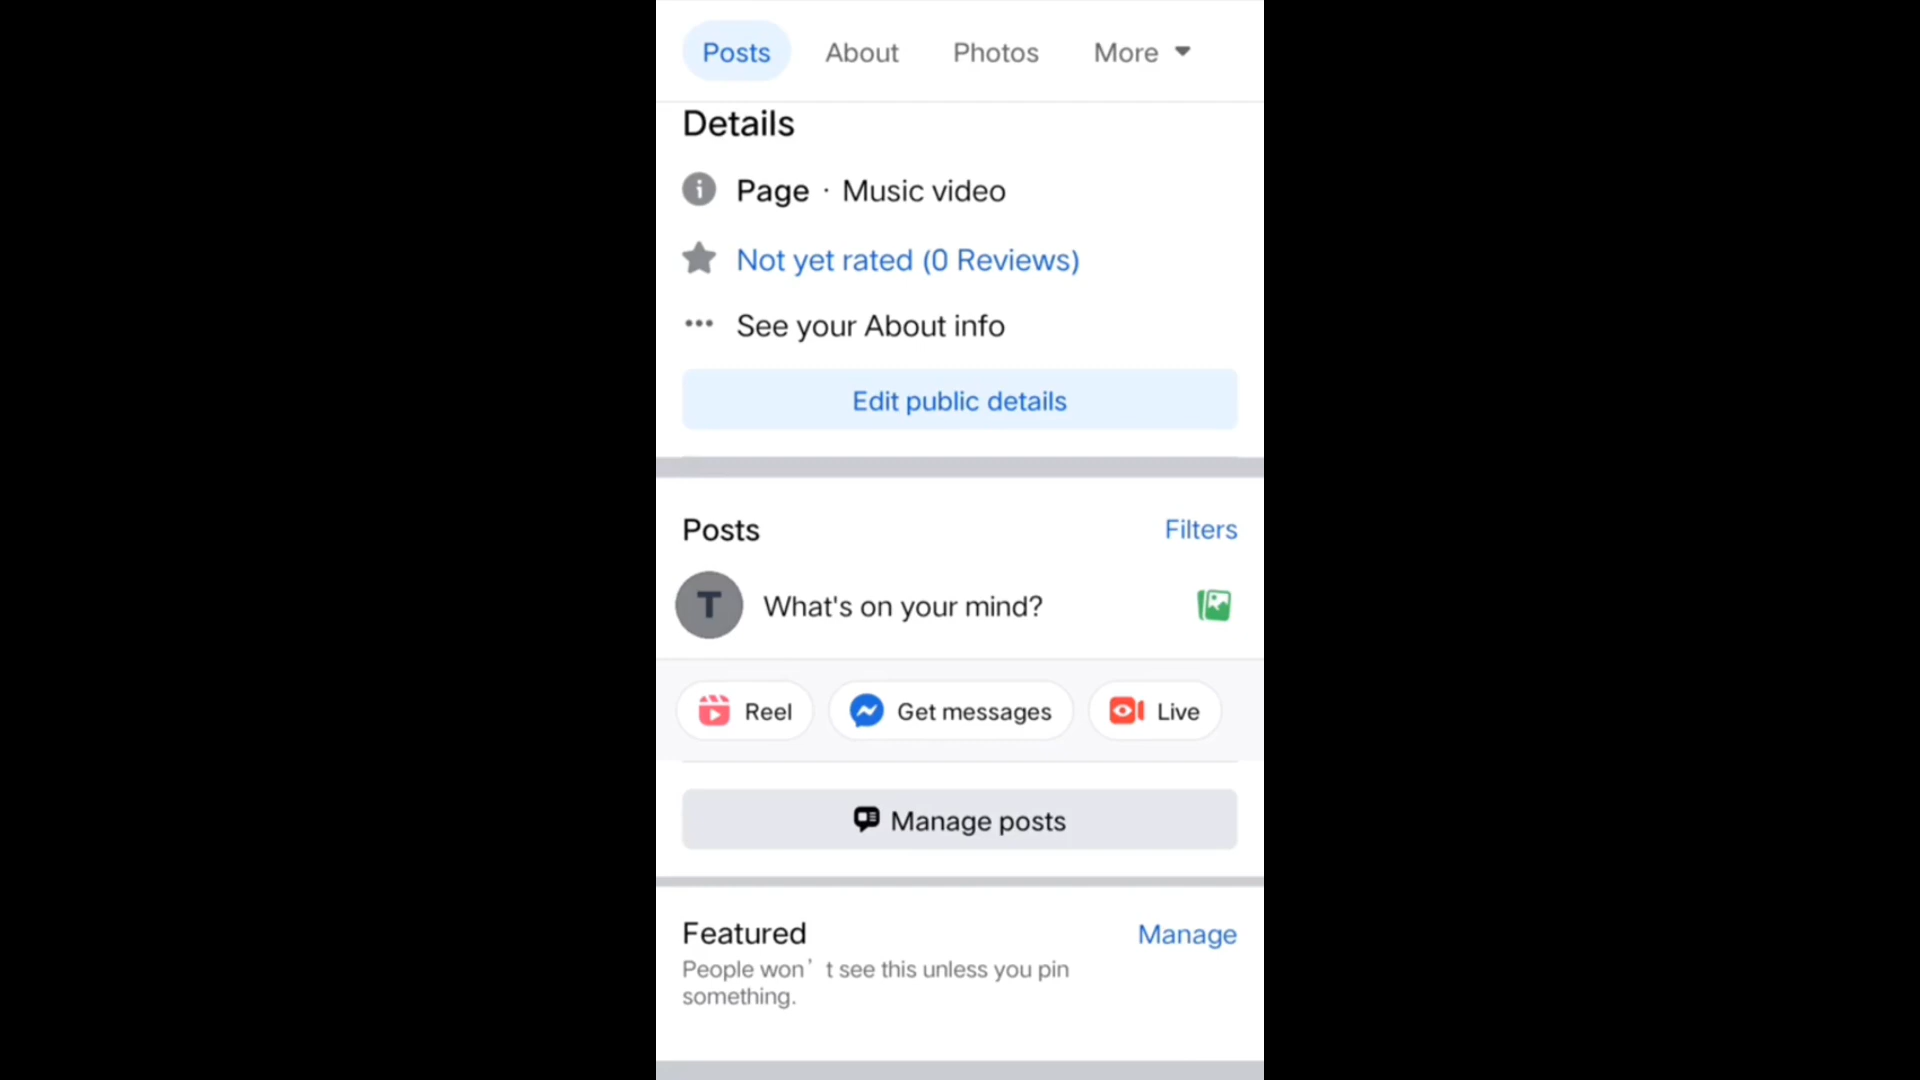 Posts About Photos More
Details
Page · Music video
Not yet rated (0 Reviews)
See your About info
Edit public details
Posts Filters
T What's on your mind?
Reel Get messages Live
Manage posts
Featured Manage
People won’t see this unless you pin
something.